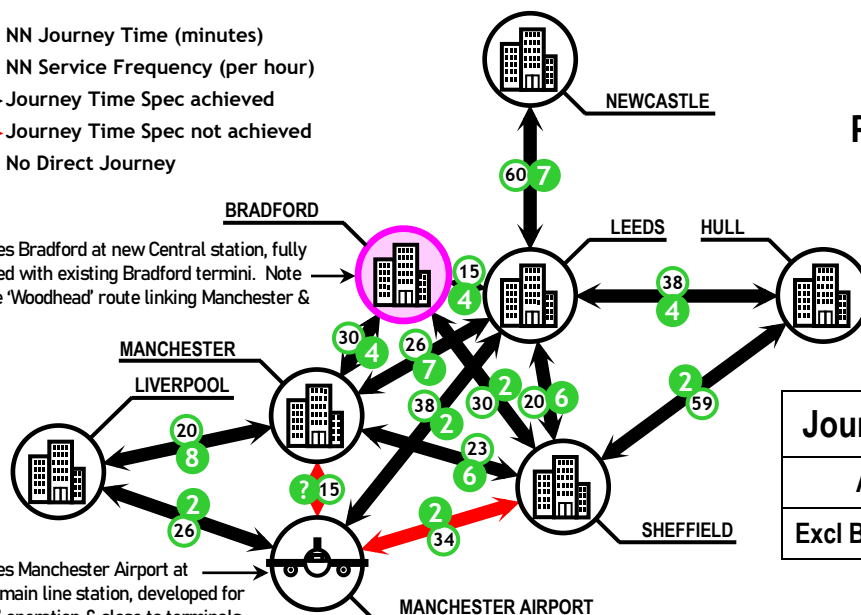 NN Journey Time (minutes)
NN Service Frequency (per hour)
Journey Time Spec achieved
Journey Time Spec not achieved
No Direct Journey
NEWCASTLE
60 7
BRADFORD
LEEDS
HULL
es Bradford at new Central station, fully
ed with existing Bradford termini. Note
e ‘Woodhead’ route linking Manchester &
15
4
38
4
30
4
26
7
MANCHESTER
LIVERPOOL
38
2
2
30
20 6
2
59
20
8
23
6
? 15
2
26
2
34
Jour
Excl B
SHEFFIELD
es Manchester Airport at
main line station, developed for
operation & close to terminals
MANCHESTER AIRPORT